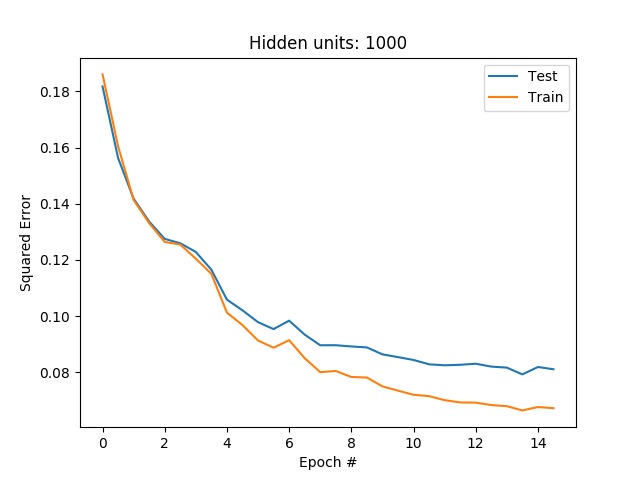 Hidden units: 1000
Test
Train
0.18
0.16
0.14
0.12
0.10
0.08
Squared Error
0 2 4 6 8 10 12 14
Epoch #